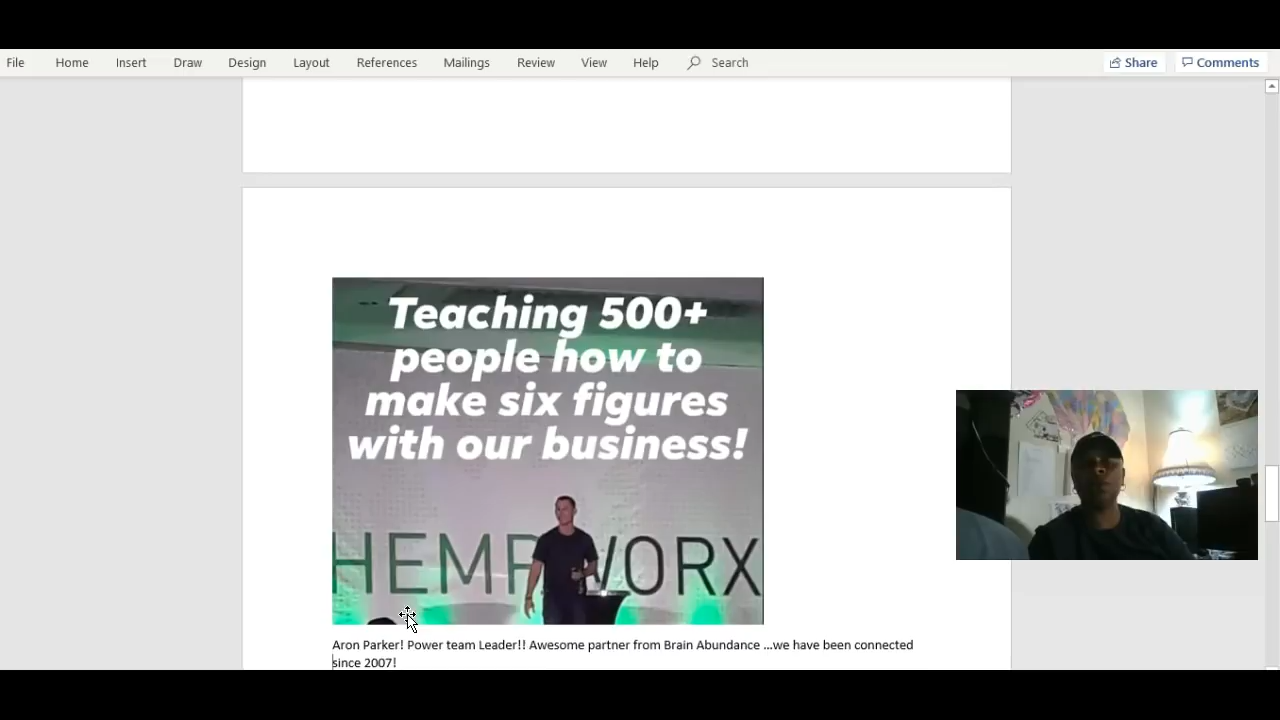 File Home Insert Draw Design Layout References Mailings Review View Help Search Share Comments
Teaching 500+
people how to
make six figures
with our business!
HEMPWORX
Aron Parker! Power team Leader!! Awesome partner from Brain Abundance ...we have been connected
since 2007!